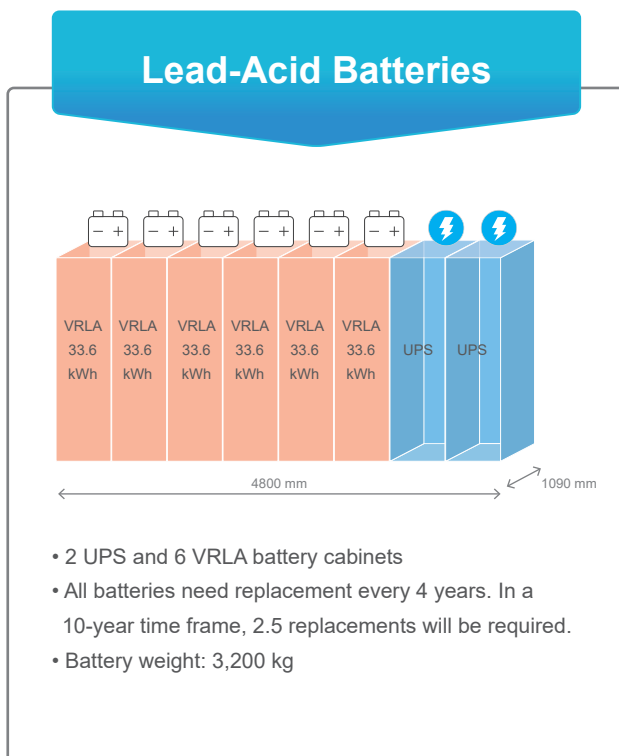 Lead-Acid Batteries
VRLA VRLA VRLA VRLA VRLA VRLA
33.6 33.6 33.6 33.6 33.6 33.6 UPS UPS
kWh kWh kWh kWh kWh kWh
4800 mm
1090 mm
• 2 UPS and 6 VRLA battery cabinets
• All batteries need replacement every 4 years. In a
10-year time frame, 2.5 replacements will be required.
• Battery weight: 3,200 kg